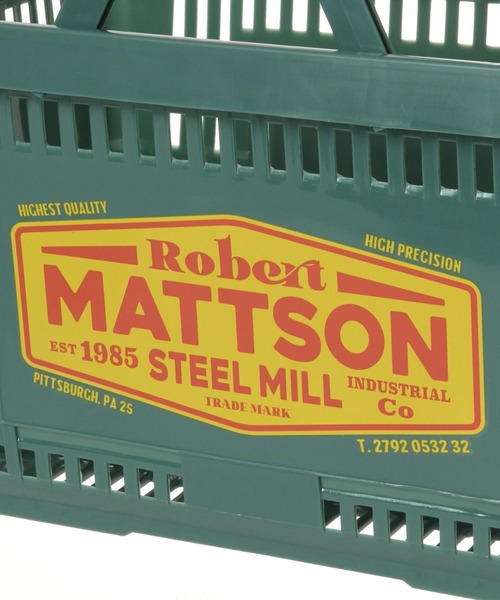 HIGHEST QUALITY
HIGH PRECISION
Robert
MATTSON
EST 1985 STEEL MILL INDUSTRIAL Co
TRADE MARK
PITTSBURGH. PA 25
T. 2792 0532 32